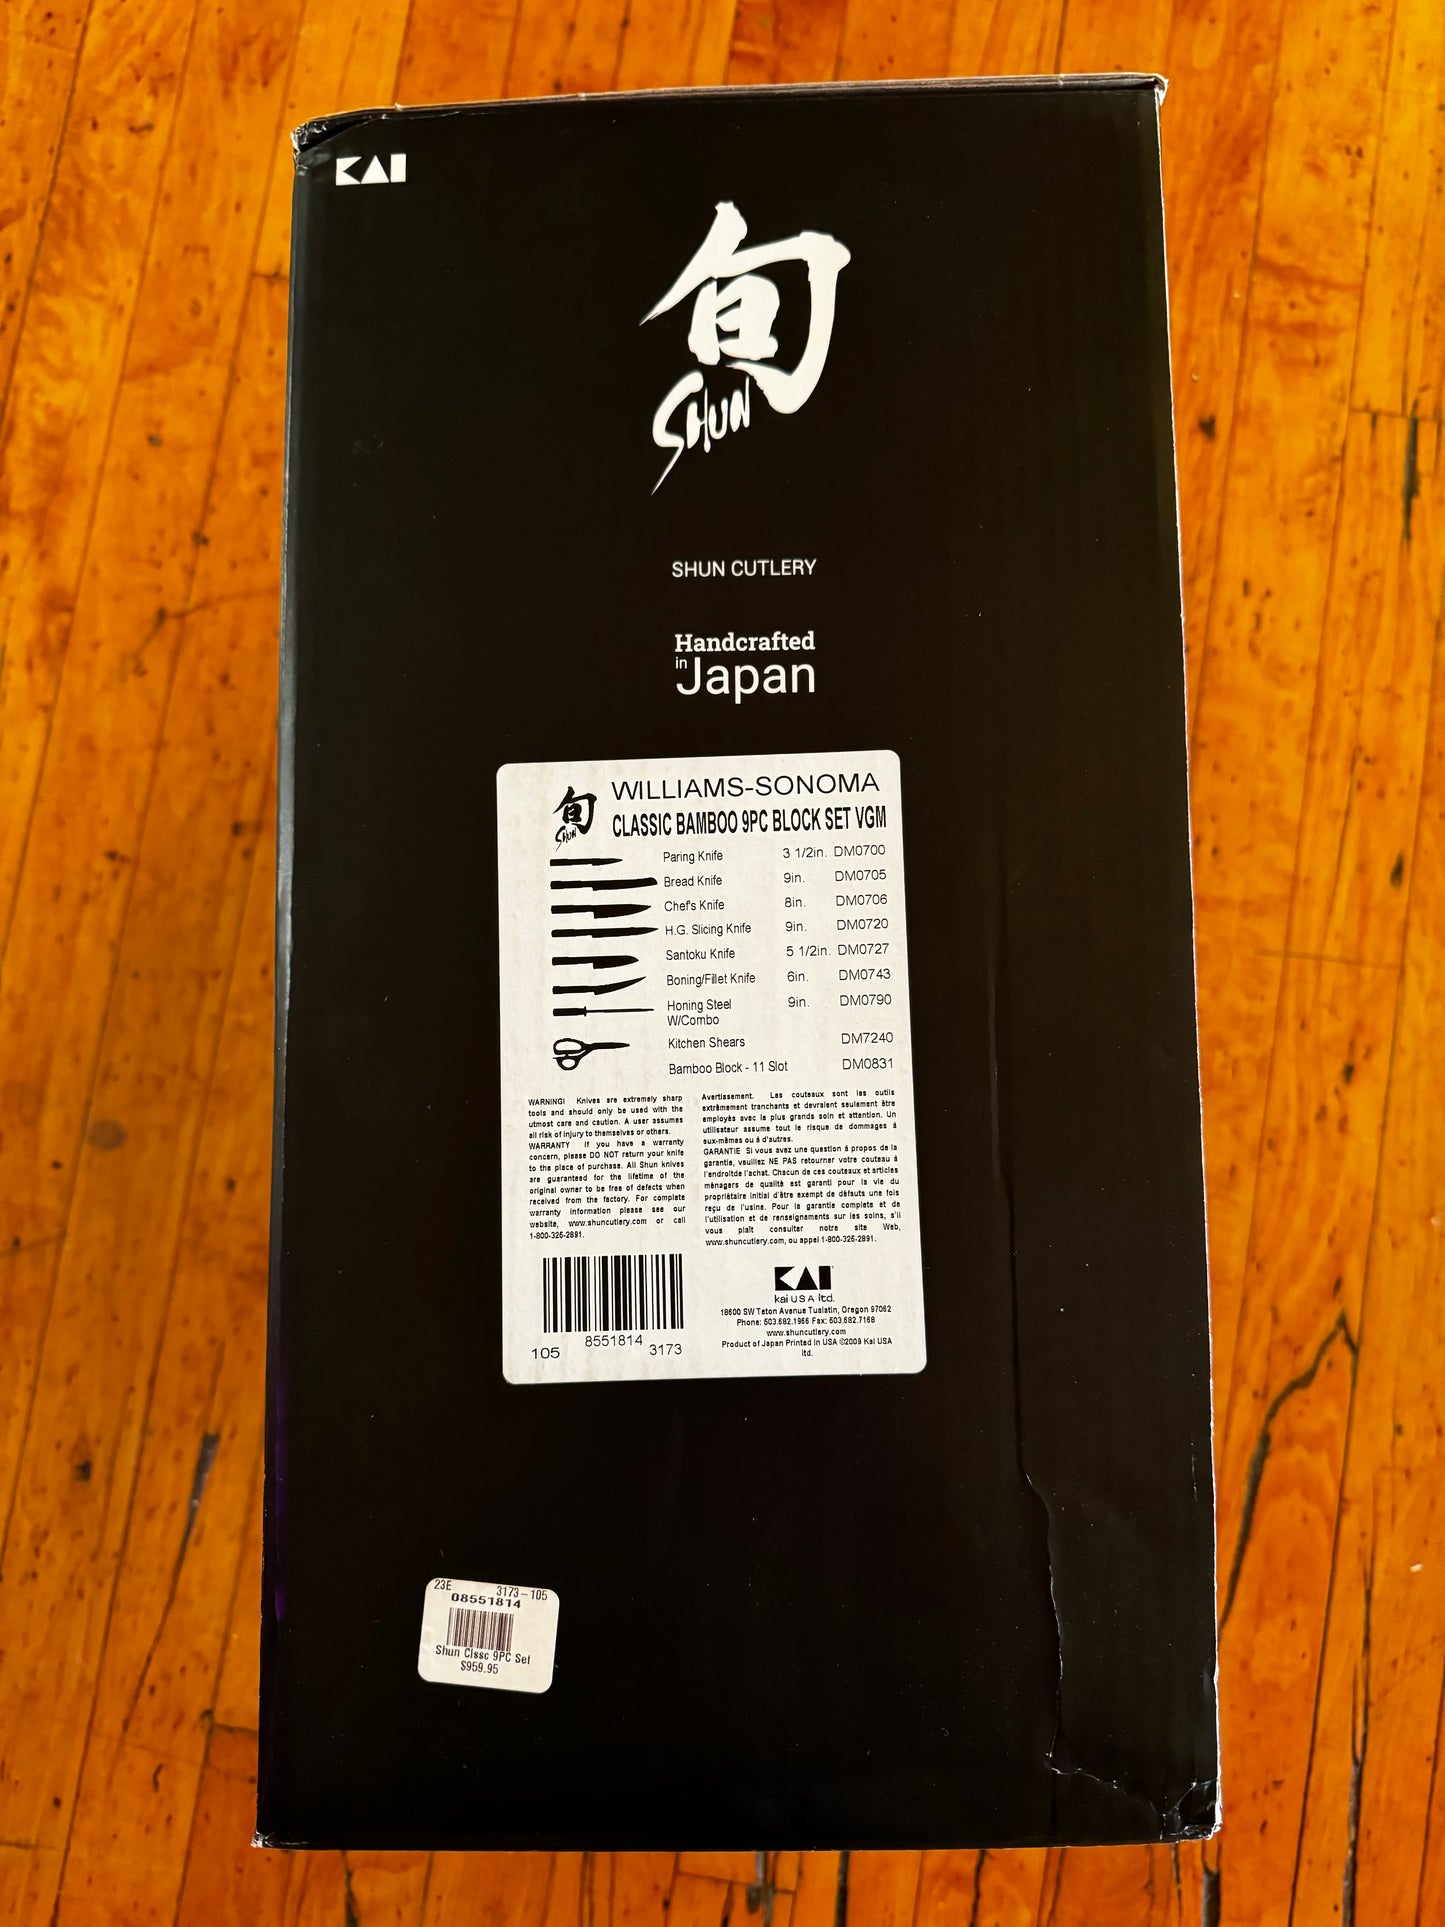 KAI
旬
SHUN
SHUN CUTLERY
Handcrafted
in
Japan
旬
SHUN
WILLIAMS-SONOMA
CLASSIC BAMBOO 9PC BLOCK SET VGM
Paring Knife 3 1/2in. DM0700
Bread Knife 9in. DM0705
Chef's Knife 8in. DM0706
H.G. Slicing Knife 9in. DM0720
Santoku Knife 5 1/2in. DM0727
Boning/Fillet Knife 6in. DM0743
Honing Steel 9in. DM0790
W/Combo
Kitchen Shears DM7240
Bamboo Block - 11 Slot DM0831
WARNING! Knives are extremely sharp
tools and should only be used with the
utmost care and caution. A user assumes
all risk of injury to themselves or others.
WARRANTY If you have a warranty
concern, please DO NOT return your knife
to the place of purchase. All Shun knives
are guaranteed for the lifetime of the
original owner to be free of defects when
received from the factory. For complete
warranty information please see our
website, www.shuncutlery.com or call
1-800-325-2891.
Avertissement. Les couteaux sont les outils
extrêmement tranchants et devraient seulement être
employés avec le plus grands soin et attention. Un
utilisateur assume tout le risque de dommages à
eux-mêmes ou à d'autres.
GARANTIE Si vous avez une question à propos de la
garantie, veuillez NE PAS retourner votre couteau à
l'endroitde l'achat. Chacun de ces couteaux et articles
ménagers de qualité est garanti pour la vie du
propriétaire initial d'être exempt de défauts une fois
reçu de l'usine. Pour la garantie complete et de
l'utilisation et de renseignements sur les soins, s'il
vous plaît consulter notre site Web,
www.shuncutlery.com, ou appel 1-800-325-2891.
105 8551814 3173
KAI
kai USA ltd.
18600 SW Teton Avenue Tualatin, Oregon 97062
Phone: 503.682.1966 Fax: 503.682.7168
www.shuncutlery.com
Product of Japan Printed in USA ©2009 Kai USA
ltd.
23E 3173-105
08551814
Shun Clssc 9PC Set
$959.95